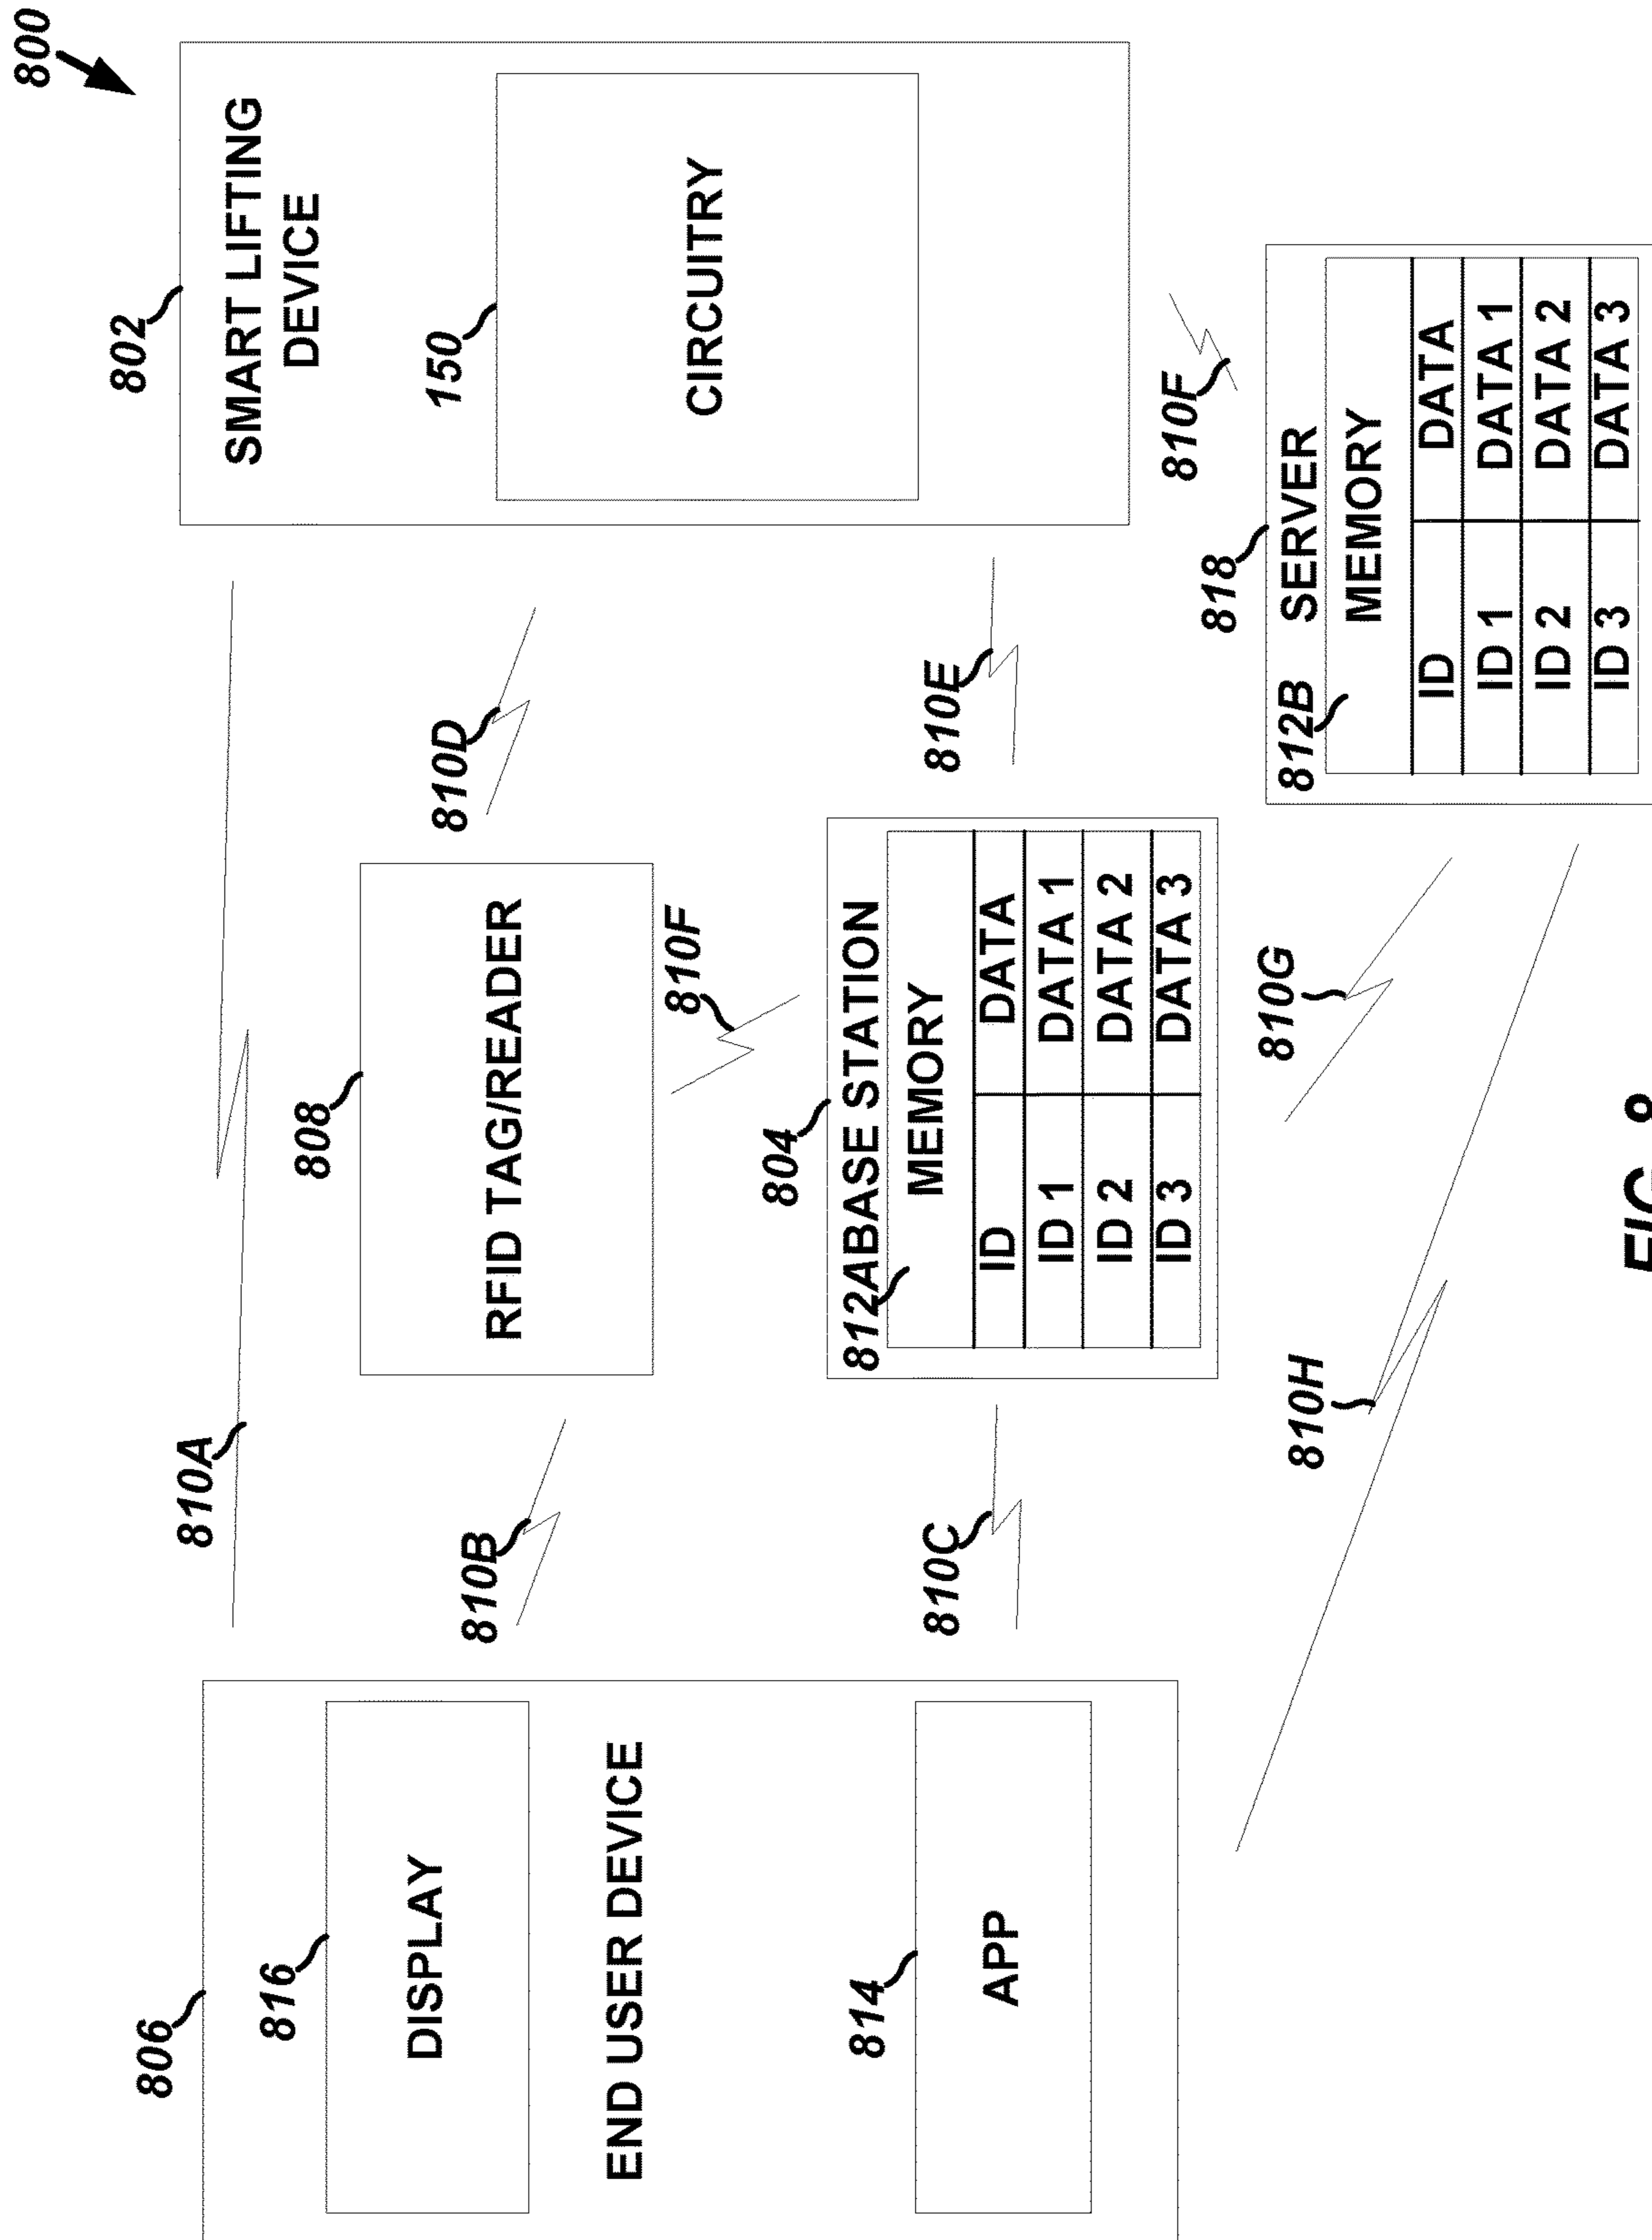 800
802
SMART LIFTING
DEVICE
150
CIRCUITRY
806
816
DISPLAY
END USER DEVICE
814
APP
810A
810B
810D
808
RFID TAG/READER
810F
810C
810E
804
812A BASE STATION
MEMORY
ID DATA
ID 1 DATA 1
ID 2 DATA 2
ID 3 DATA 3
810F
818
812B SERVER
MEMORY
ID DATA
ID 1 DATA 1
ID 2 DATA 2
ID 3 DATA 3
810G
810H
FIG. 8